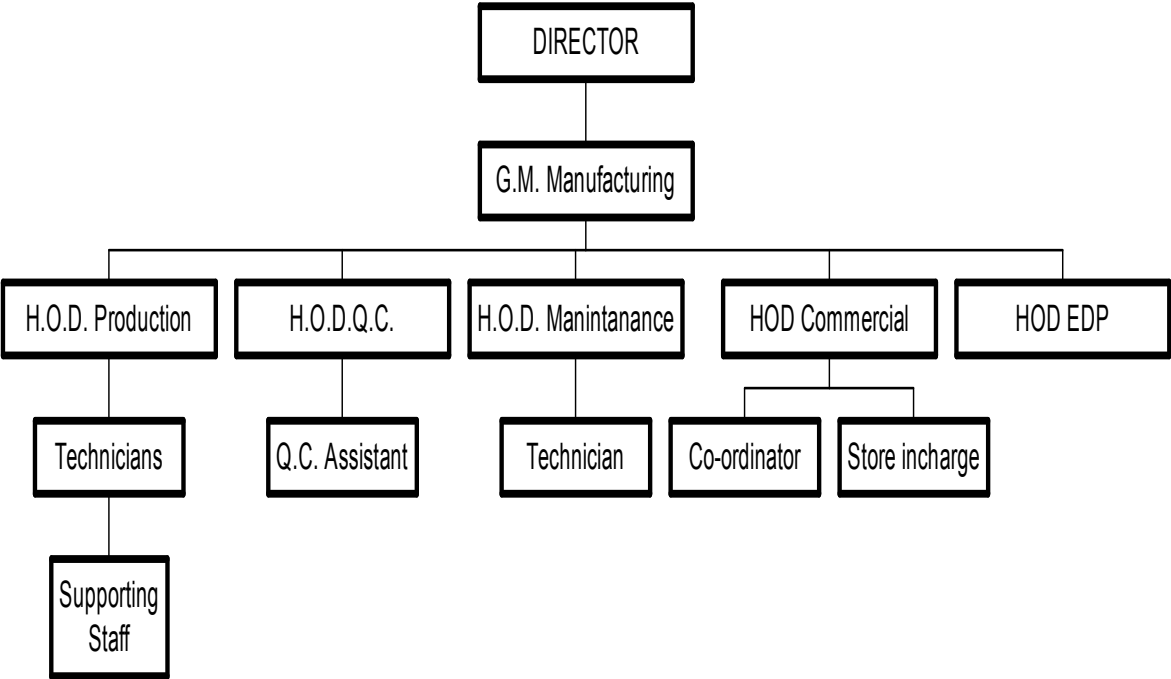 DIRECTOR
G.M. Manufacturing
H.O.D. Production
H.O.D.Q.C.
H.O.D. Manintanance
HOD Commercial
HOD EDP
Technicians
Q.C. Assistant
Technician
Co-ordinator
Store incharge
Supporting
Staff